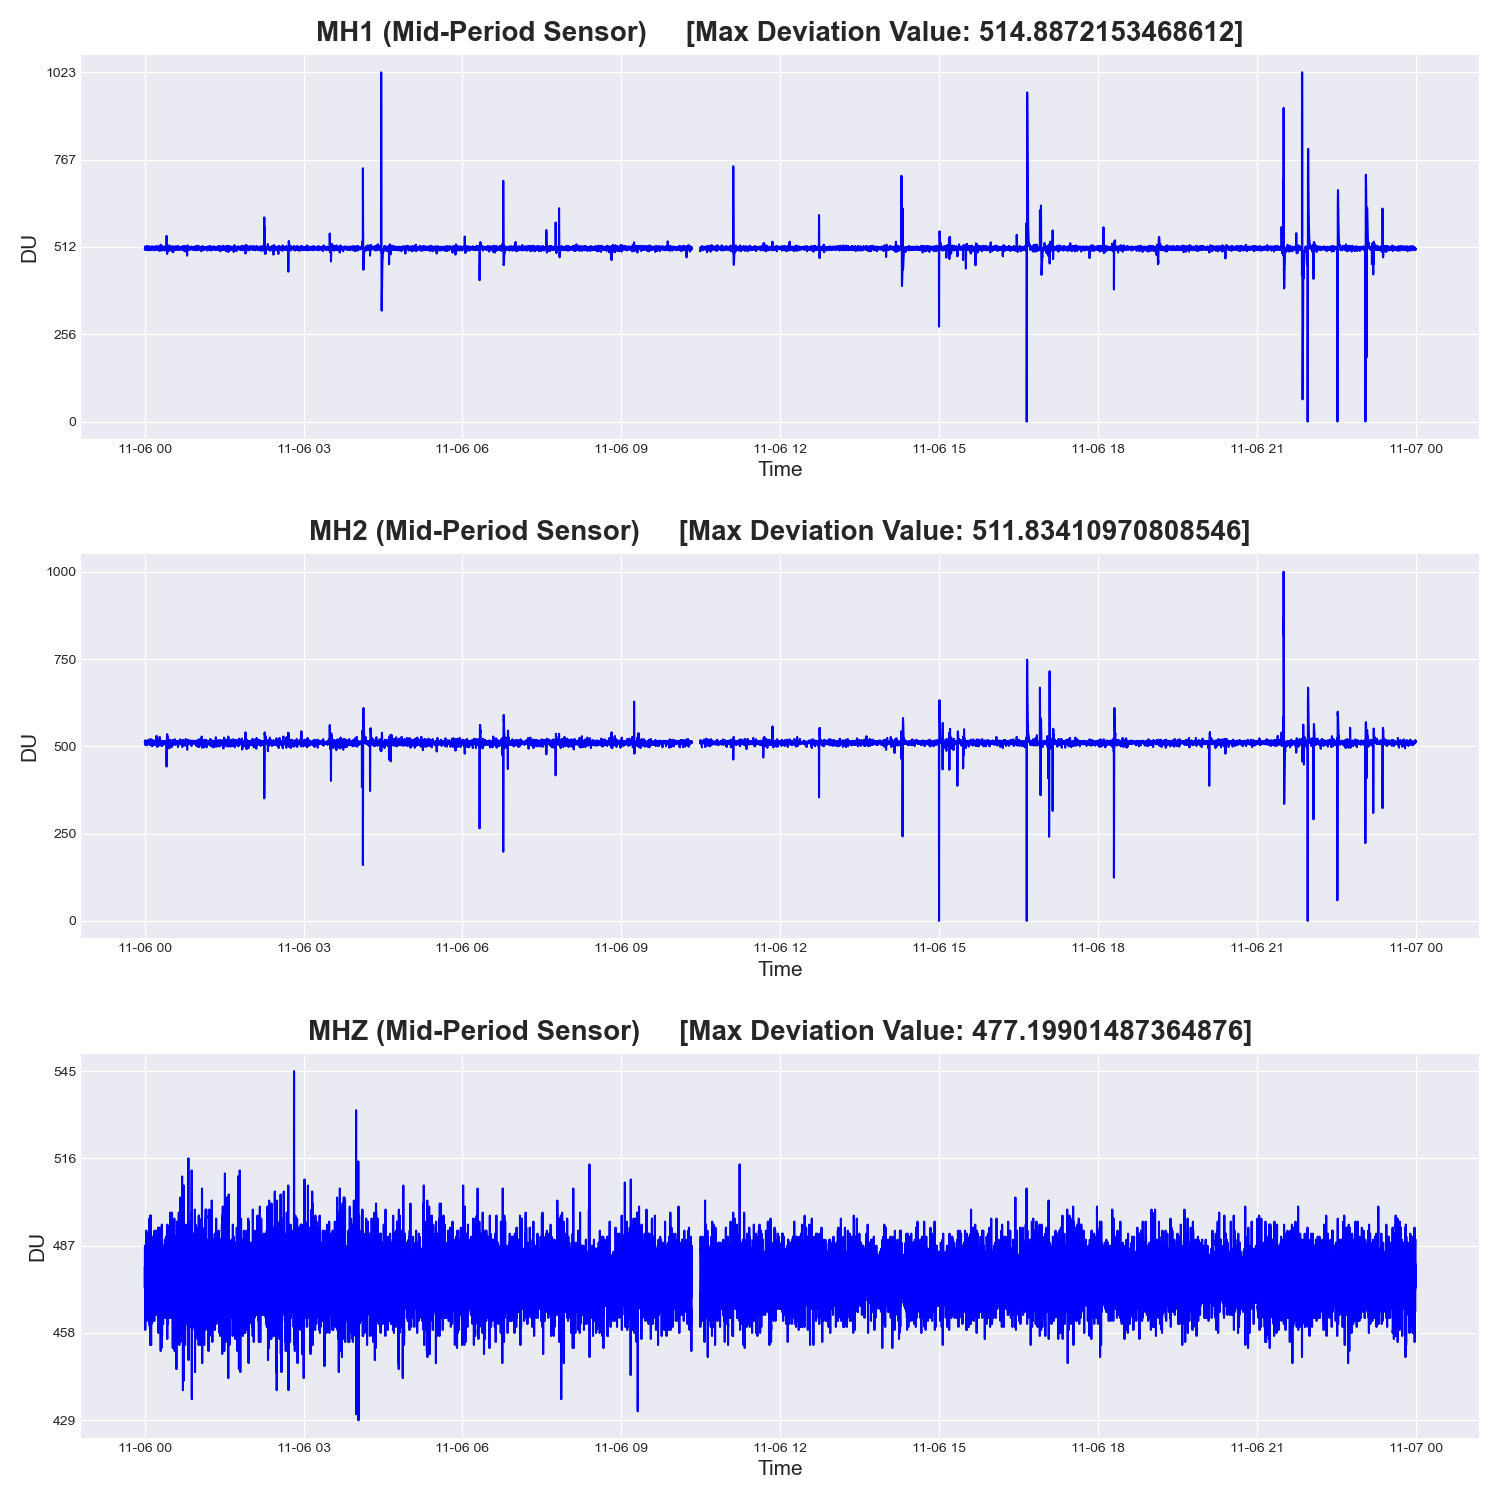 MH1 (Mid-Period Sensor) [Max Deviation Value: 514.8872153468612]
1023
767
512
256
0
DU
11-06 00 11-06 03 11-06 06 11-06 09 11-06 12 11-06 15 11-06 18 11-06 21 11-07 00
Time
MH2 (Mid-Period Sensor) [Max Deviation Value: 511.83410970808546]
1000
750
500
250
0
DU
11-06 00 11-06 03 11-06 06 11-06 09 11-06 12 11-06 15 11-06 18 11-06 21 11-07 00
Time
MHZ (Mid-Period Sensor) [Max Deviation Value: 477.19901487364876]
545
516
487
458
429
DU
11-06 00 11-06 03 11-06 06 11-06 09 11-06 12 11-06 15 11-06 18 11-06 21 11-07 00
Time